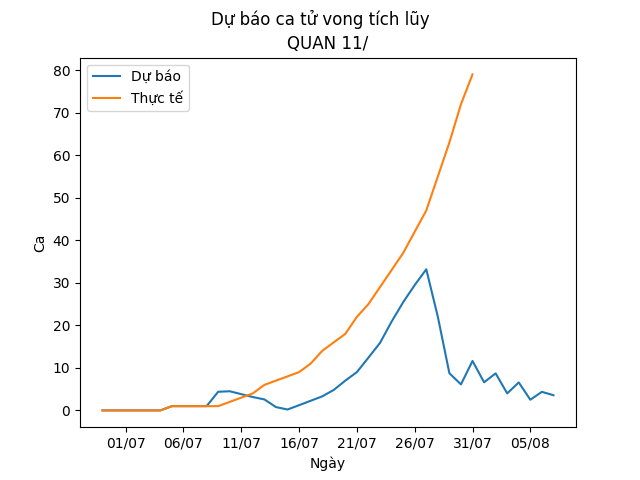 Dự báo ca tử vong tích lũy
QUAN 11/
Dự báo
Thực tế
80
70
60
50
40
30
20
10
0
Ca
01/07 06/07 11/07 16/07 21/07 26/07 31/07 05/08
Ngày